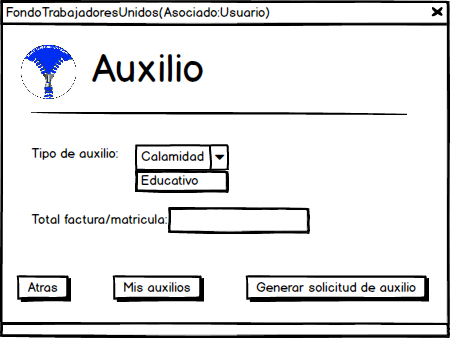 FondoTrabajadoresUnidos(Asociado:Usuario)
Auxilio
Tipo de auxilio: Calamidad
Educativo
Total factura/matricula:
Atras Mis auxilios Generar solicitud de auxilio